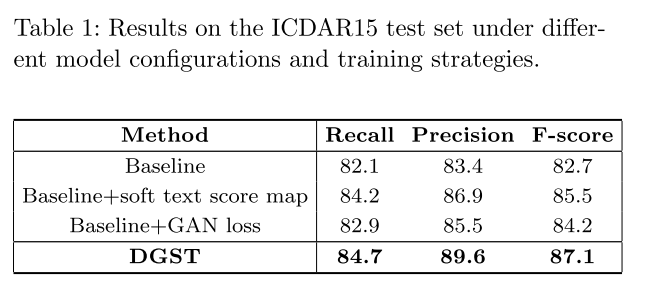 Table 1: Results on the ICDAR15 test set under differ-
ent model configurations and training strategies.
Method Recall Precision F-score
Baseline 82.1 83.4 82.7
Baseline+soft text score map 84.2 86.9 85.5
Baseline+GAN loss 82.9 85.5 84.2
DGST 84.7 89.6 87.1